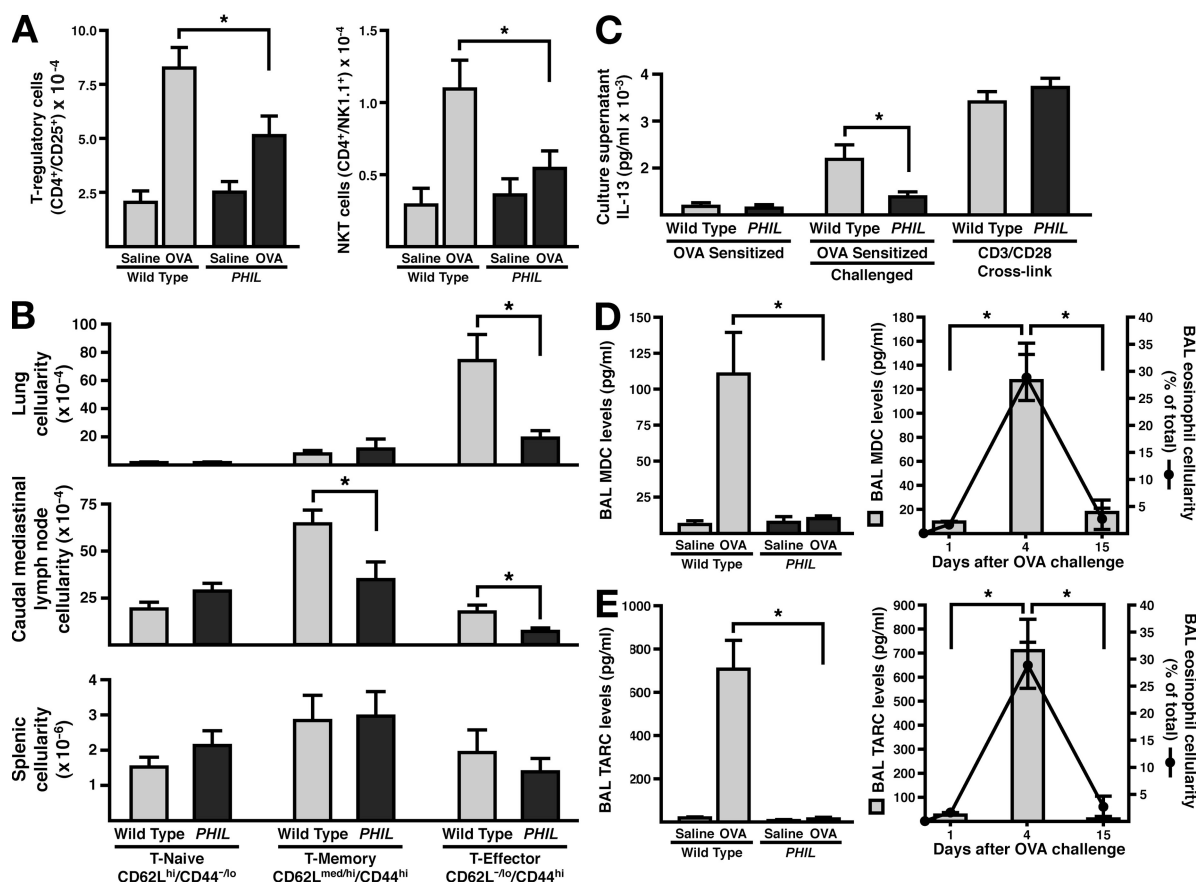 A
T-regulatory cells
(CD4⁺/CD25⁺) x 10⁻⁴
10.0
7.5
5.0
2.5
*
Saline OVA Saline OVA
Wild Type PHIL
NKT cells (CD4⁺/NK1.1⁺) x 10⁻⁴
1.5
1.0
0.5
*
Saline OVA Saline OVA
Wild Type PHIL
C
Culture supernatant
IL-13 (pg/ml x 10⁻³)
4
3
2
*
Wild Type PHIL Wild Type PHIL Wild Type PHIL
OVA Sensitized OVA Sensitized CD3/CD28
Challenged Cross-link
B
Lung
cellularity
(x 10⁻⁴)
100
80
60
40
20
*
Caudal mediastinal
lymph node
cellularity (x 10⁻⁴)
75
50
25
*
*
Splenic
cellularity
(x 10⁻⁶)
4
3
2
1
Wild Type PHIL Wild Type PHIL Wild Type PHIL
T-Naive T-Memory T-Effector
CD62Lʰⁱ/CD44⁻/ˡᵒ CD62Lᵐᵉᵈ/ʰⁱ/CD44ʰⁱ CD62L⁻/ˡᵒ/CD44ʰⁱ
D
BAL MDC levels (pg/ml)
150
125
100
75
50
25
*
Saline OVA Saline OVA
Wild Type PHIL
BAL MDC levels (pg/ml)
180
160
140
120
100
80
60
40
20
* *
40
35
30
25
20
15
10
5
BAL eosinophil cellularity
(% of total)
1 4 15
Days after OVA challenge
E
BAL TARC levels (pg/ml)
1000
800
600
400
200
*
Saline OVA Saline OVA
Wild Type PHIL
BAL TARC levels (pg/ml)
900
800
700
600
500
400
300
200
100
* *
40
35
30
25
20
15
10
5
BAL eosinophil cellularity
(% of total)
1 4 15
Days after OVA challenge